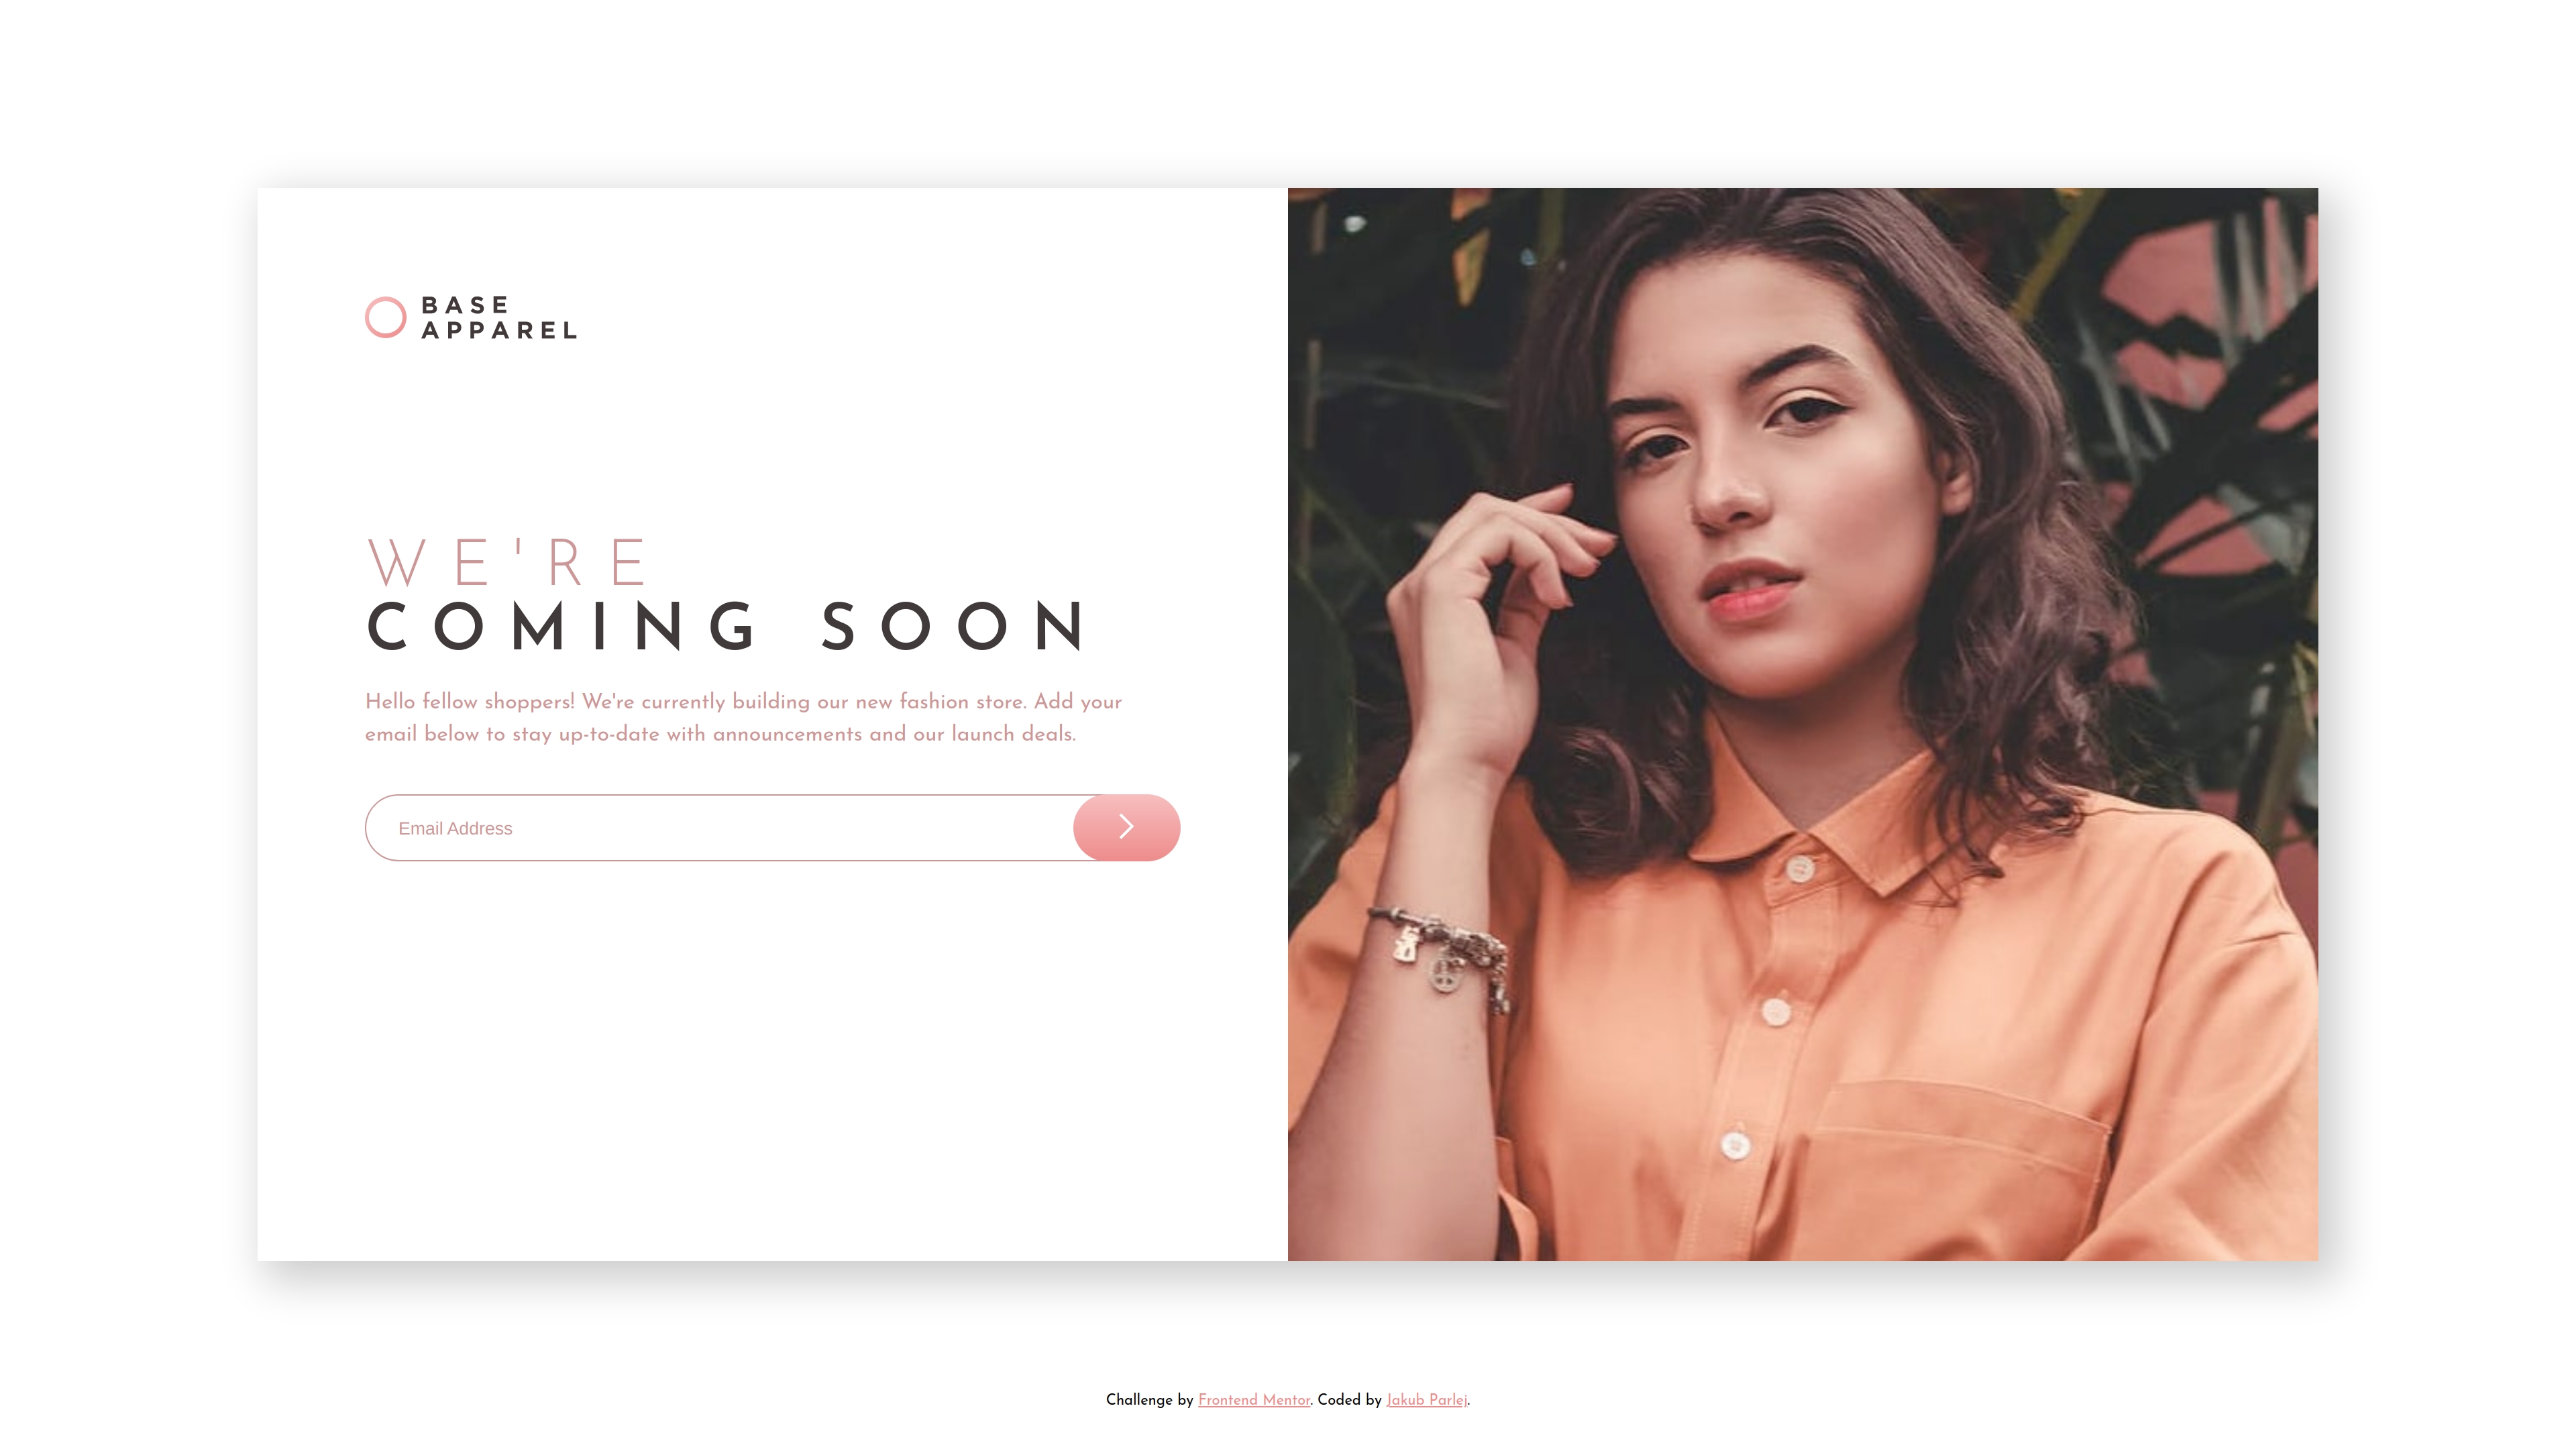 BASE
APPAREL
WE'RE
COMING SOON
Hello fellow shoppers! We're currently building our new fashion store. Add your
email below to stay up-to-date with announcements and our launch deals.
Email Address
Challenge by Frontend Mentor. Coded by Jakub Parlej.